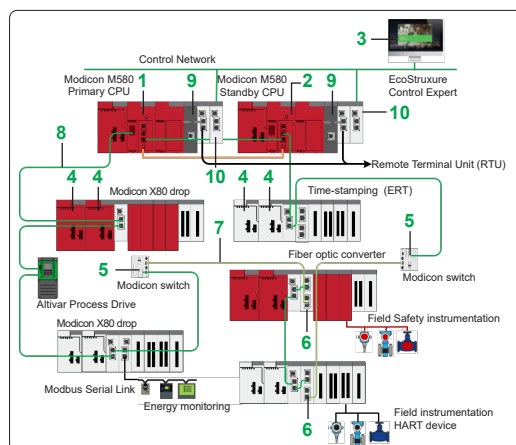 3
Control Network
Modicon M580
Primary CPU
1
9
Modicon M580
Standby CPU
2
9
EcoStruxure
Control Expert
10
8
10
Remote Terminal Unit (RTU)
4
4
Modicon X80 drop
4
4
Time-stamping (ERT)
7
5
Fiber optic converter
5
Modicon switch
Modicon switch
Altivar Process Drive
Field Safety instrumentation
Modicon X80 drop
6
Modbus Serial Link
Energy monitoring
6
Field instrumentation
HART device